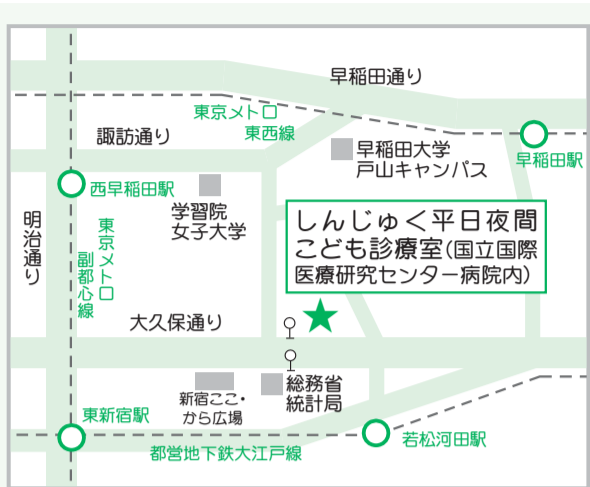 早稲田通り
東京メトロ
東西線
諏訪通り
早稲田大学
戸山キャンパス
早稲田駅
西早稲田駅
学習院
女子大学
しんじゅく平日夜間
こども診療室(国立国際
医療研究センター病院内)
明治通り
東京メトロ
副都心線
大久保通り
新宿ここ・
から広場
総務省
統計局
東新宿駅
若松河田駅
都営地下鉄大江戸線